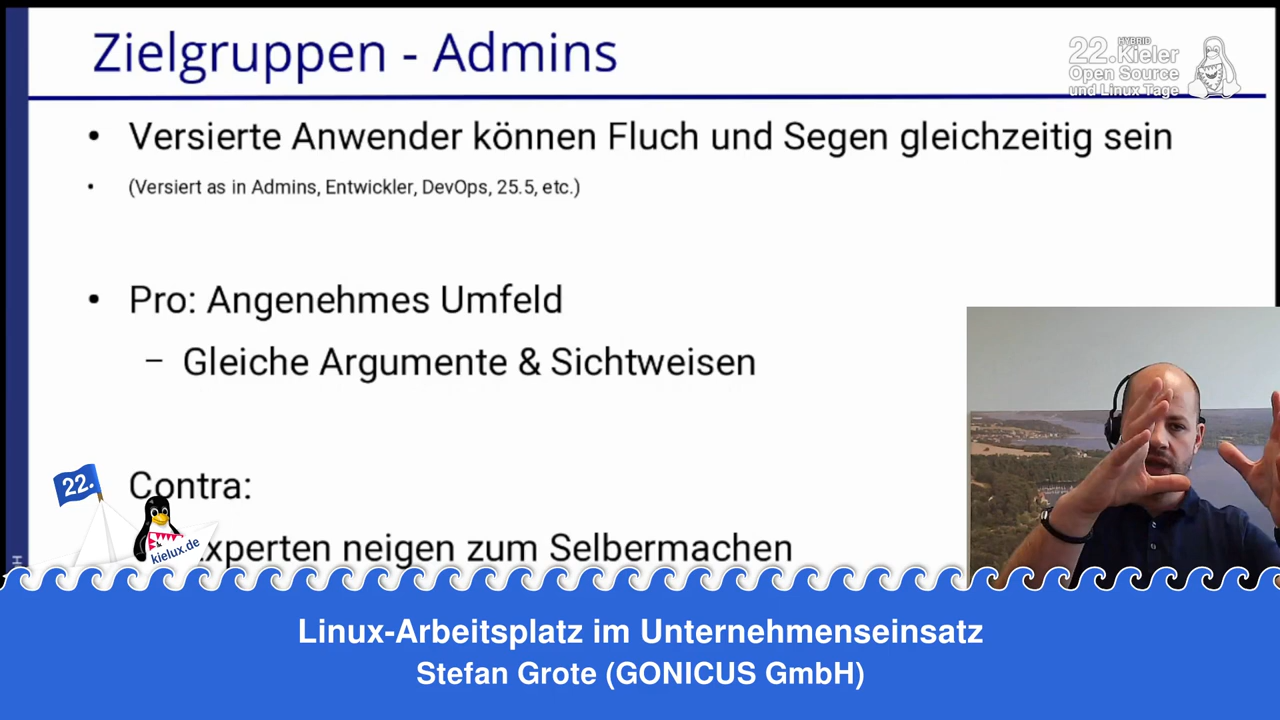 Zielgruppen - Admins
HYBRID
22.Kieler
Open Source
und Linux Tage
Versierte Anwender können Fluch und Segen gleichzeitig sein
(Versiert as in Admins, Entwickler, DevOps, 25.5, etc.)
Pro: Angenehmes Umfeld
– Gleiche Argumente & Sichtweisen
22.
Contra:
kielux.de
xperten neigen zum Selbermachen
H
Linux-Arbeitsplatz im Unternehmenseinsatz
Stefan Grote (GONICUS GmbH)